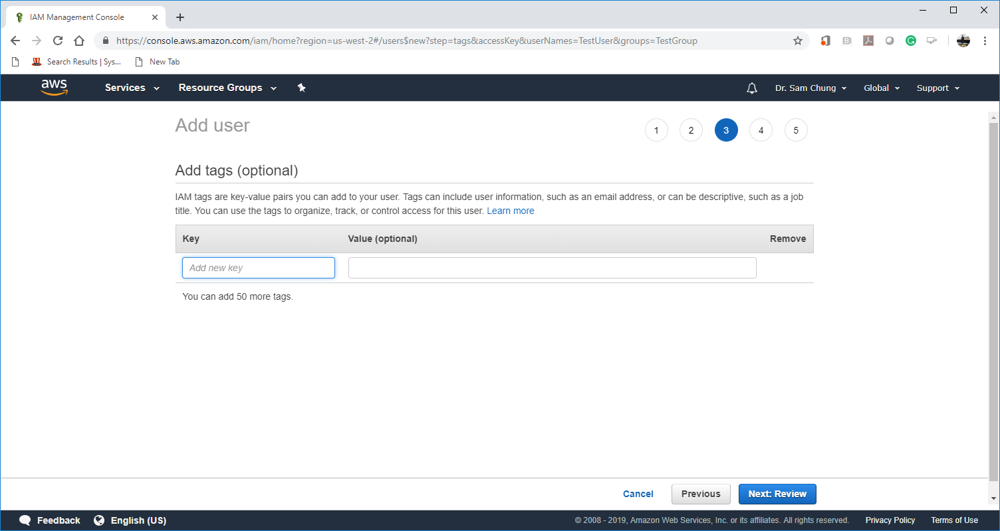 IAM Management Console
https://console.aws.amazon.com/iam/home?region=us-west-2#/users$new?step=tags&accessKey&userNames=TestUser&groups=TestGroup
Search Results | Sys... New Tab
aws Services Resource Groups Dr. Sam Chung Global Support
Add user 1 2 3 4 5
Add tags (optional)
IAM tags are key-value pairs you can add to your user. Tags can include user information, such as an email address, or can be descriptive, such as a job
title. You can use the tags to organize, track, or control access for this user. Learn more
Key Value (optional) Remove
Add new key
You can add 50 more tags.
Cancel Previous Next: Review
Feedback English (US) © 2008 - 2019, Amazon Web Services, Inc. or its affiliates. All rights reserved. Privacy Policy Terms of Use